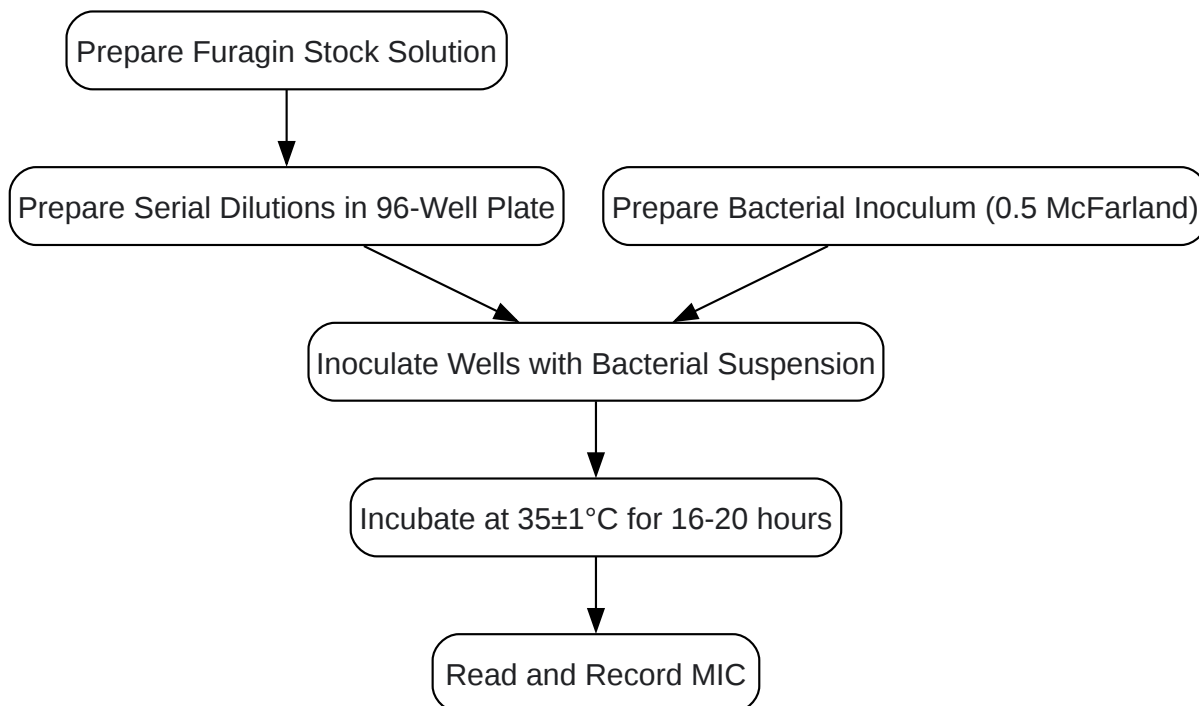 Prepare Furagin Stock Solution
Prepare Serial Dilutions in 96-Well Plate
Prepare Bacterial Inoculum (0.5 McFarland)
Inoculate Wells with Bacterial Suspension
Incubate at 35±1°C for 16-20 hours
Read and Record MIC